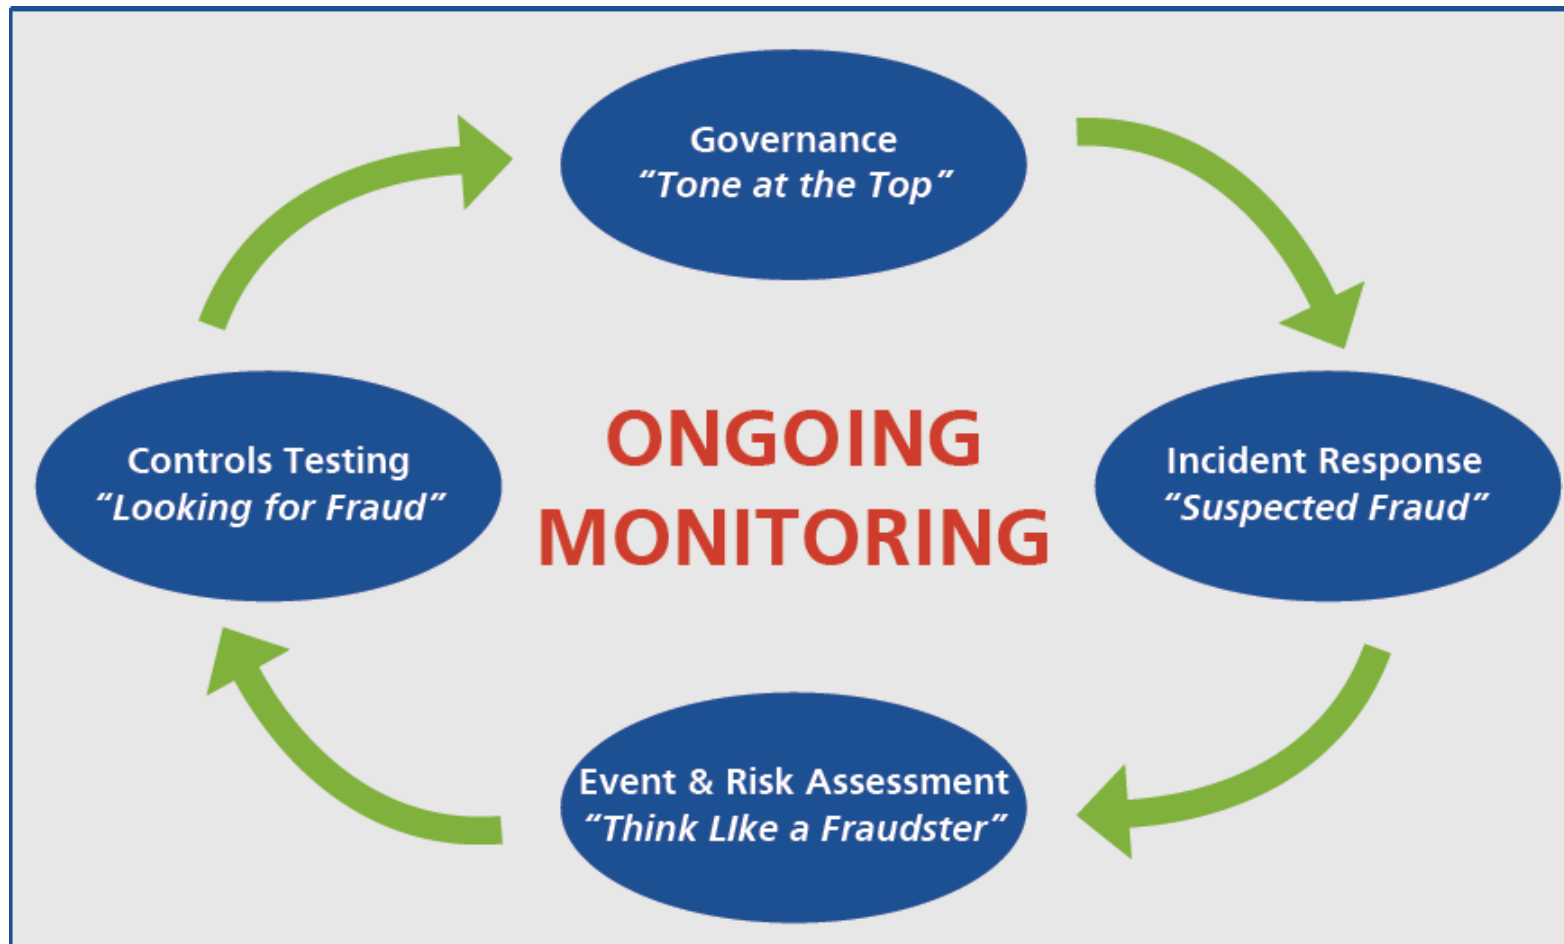 Governance
“Tone at the Top”
Controls Testing
“Looking for Fraud”
ONGOING
MONITORING
Incident Response
“Suspected Fraud”
Event & Risk Assessment
“Think LIke a Fraudster”